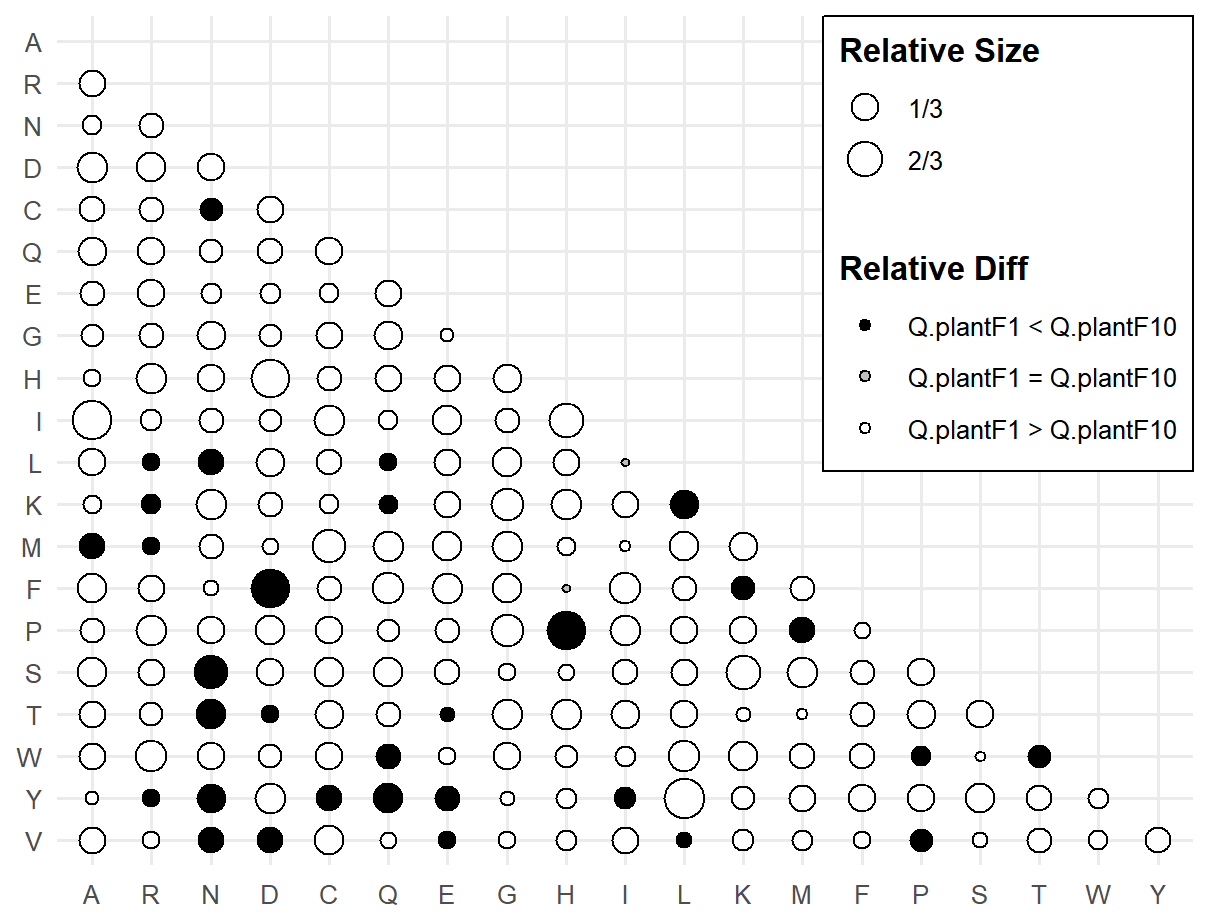 A
R
N
D
C
Q
E
G
H
I
L
K
M
F
P
S
T
W
Y
V
A R N D C Q E G H I L K M F P S T W Y
Relative Size
1/3
2/3
Relative Diff
Q.plantF1 < Q.plantF10
Q.plantF1 = Q.plantF10
Q.plantF1 > Q.plantF10